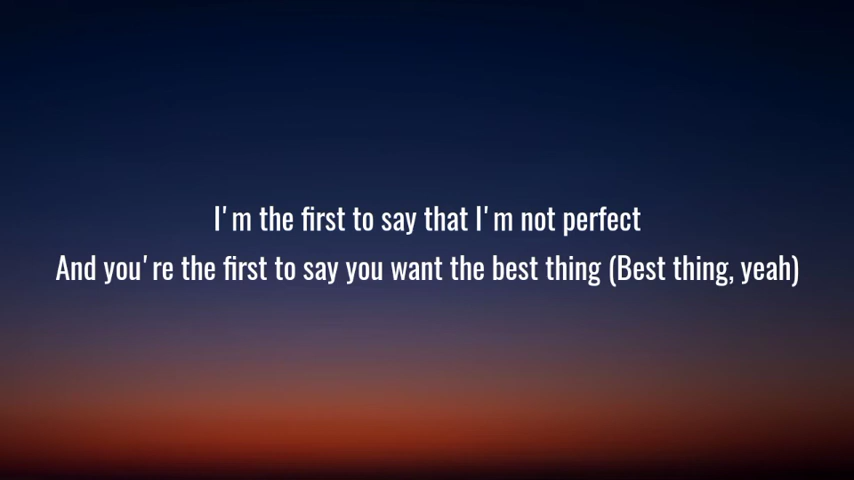 I'm the first to say that I'm not perfect
And you're the first to say you want the best thing (Best thing, yeah)